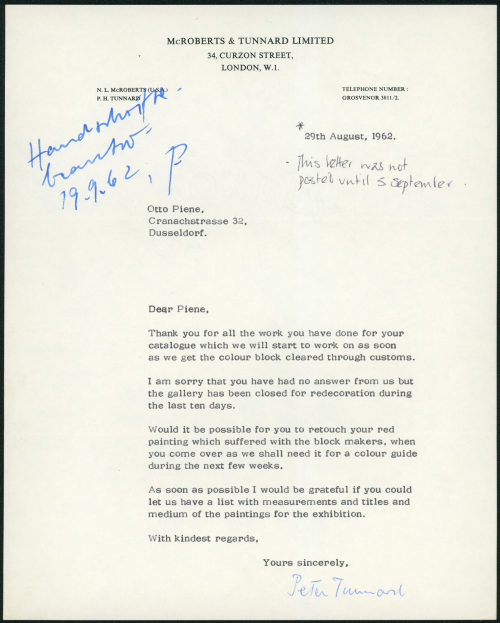 McROBERTS & TUNNARD LIMITED
34, CURZON STREET,
LONDON, W.1.
N. L. McROBERTS (U.S.A.)
P. H. TUNNARD
TELEPHONE NUMBER :
GROSVENOR 3811/2.
Handschriftl.
beantw.
19.9.62, P
*
29th August, 1962.
- This letter was not
posted until 5 September.
Otto Piene,
Cranachstrasse 32,
Dusseldorf.
Dear Piene,
Thank you for all the work you have done for your
catalogue which we will start to work on as soon
as we get the colour block cleared through customs.
I am sorry that you have had no answer from us but
the gallery has been closed for redecoration during
the last ten days.
Would it be possible for you to retouch your red
painting which suffered with the block makers, when
you come over as we shall need it for a colour guide
during the next few weeks.
As soon as possible I would be grateful if you could
let us have a list with measurements and titles and
medium of the paintings for the exhibition.
With kindest regards,
Yours sincerely,
Peter Tunnard